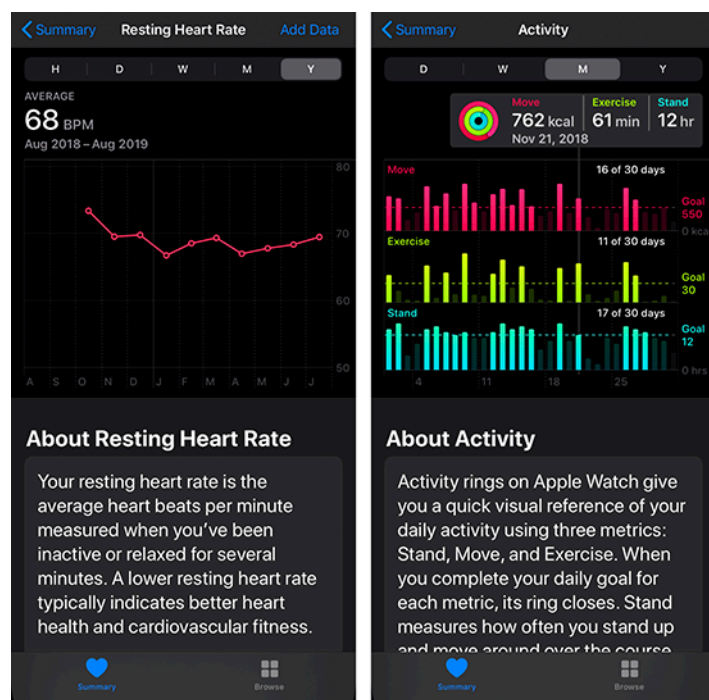 Summary Resting Heart Rate Add Data
H D W M Y
AVERAGE
68 BPM
Aug 2018 – Aug 2019
80
70
60
50
A S O N D J F M A M J J
About Resting Heart Rate
Your resting heart rate is the
average heart beats per minute
measured when you’ve been
inactive or relaxed for several
minutes. A lower resting heart rate
typically indicates better heart
health and cardiovascular fitness.
Summary Browse
Summary Activity
D W M Y
Move Exercise Stand
762 kcal 61 min 12 hr
Nov 21, 2018
Move 16 of 30 days
Goal
550
0 kcal
Exercise 11 of 30 days
Goal
30
Stand 17 of 30 days
Goal
12
0 hrs
4 11 18 25
About Activity
Activity rings on Apple Watch give
you a quick visual reference of your
daily activity using three metrics:
Stand, Move, and Exercise. When
you complete your daily goal for
each metric, its ring closes. Stand
measures how often you stand up
and move around over the course
Summary Browse